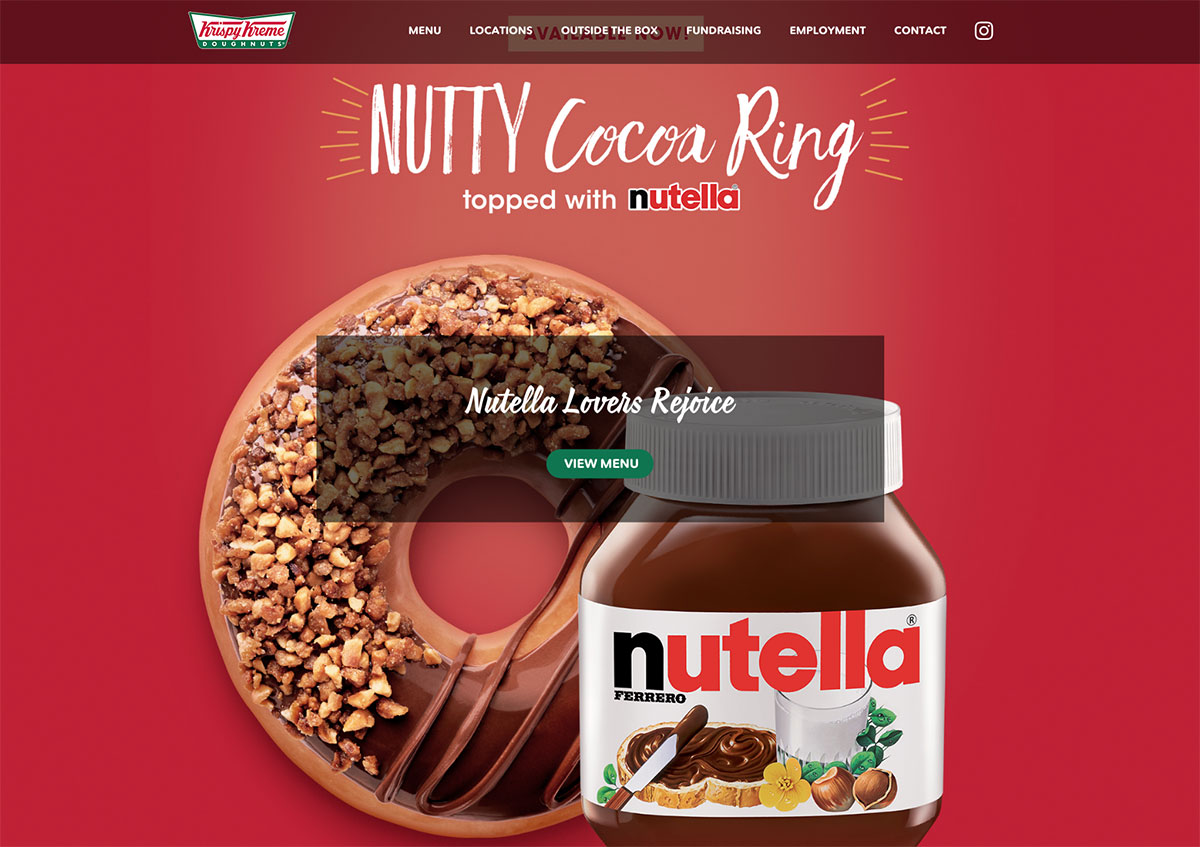 Krispy Kreme
DOUGHNUTS
MENU LOCATIONS OUTSIDE THE BOX FUNDRAISING EMPLOYMENT CONTACT
AVAILABLE NOW!
NUTTY Cocoa Ring
topped with nutella®
Nutella Lovers Rejoice
VIEW MENU
nutella®
FERRERO